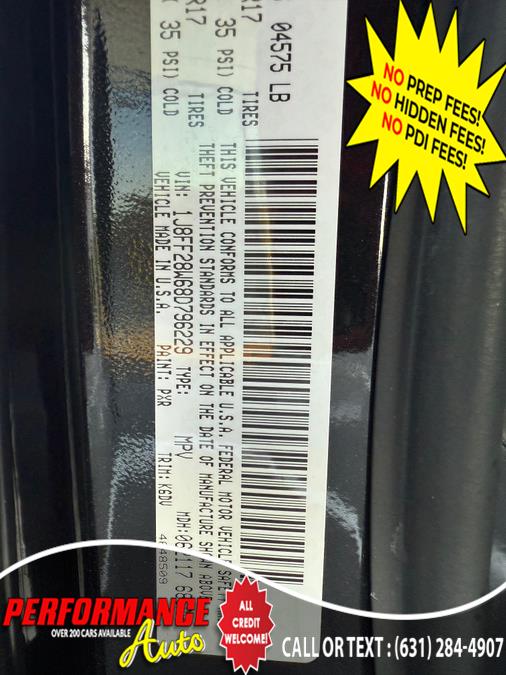 NO PREP FEES!
NO HIDDEN FEES!
NO PDI FEES!
04575 LB
R17 TIRES 35 PSI) COLD
R17 TIRES 35 PSI) COLD
THIS VEHICLE CONFORMS TO ALL APPLICABLE U.S.A. FEDERAL MOTOR VEHICLE SAFET
THEFT PREVENTION STANDARDS IN EFFECT ON THE DATE OF MANUFACTURE SHOWN ABOVE
VIN: 1J8FF28W68D796229 TYPE: MPV MDH:
VEHICLE MADE IN U.S.A. PAINT: PXR TRIM: K6DV
PERFORMANCE
OVER 200 CARS AVAILABLE
Auto
ALL
CREDIT
WELCOME!
CALL OR TEXT : (631) 284-4907